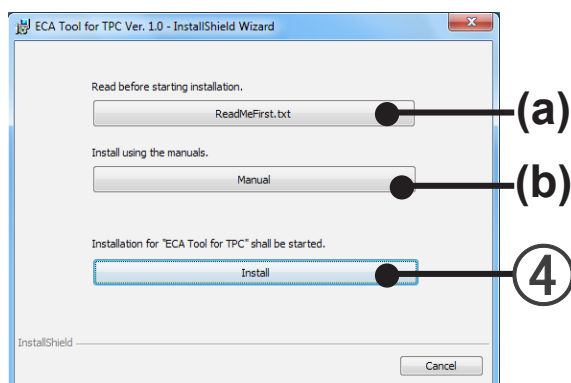 ECA Tool for TPC Ver. 1.0 - InstallShield Wizard
Read before starting installation.
ReadMeFirst.txt
(a)
Install using the manuals.
Manual
(b)
Installation for "ECA Tool for TPC" shall be started.
Install
④
InstallShield
Cancel